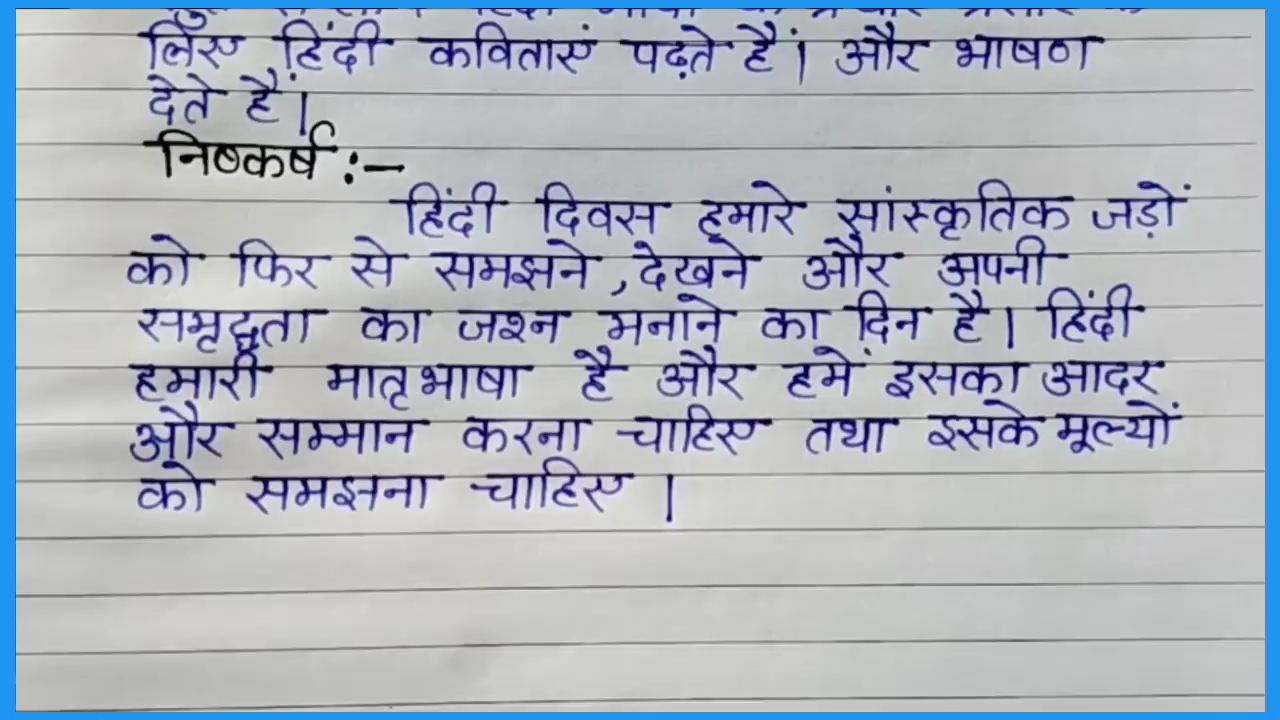 लिए हिंदी कविताएं पढ़ते हैं। और भाषण
देते हैं।
निष्कर्ष :-
हिंदी दिवस हमारे सांस्कृतिक जड़ों
को फिर से समझने, देखने और अपनी
समृद्धता का जश्न मनाने का दिन है। हिंदी
हमारी मातृभाषा है और हमें इसका आदर
और सम्मान करना चाहिए तथा इसके मूल्यों
को समझना चाहिए।